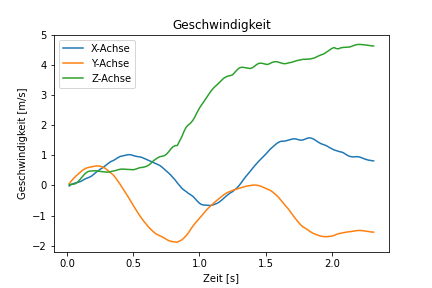 Geschwindigkeit
Geschwindigkeit [m/s]
5
4
3
2
1
0
−1
−2
X-Achse
Y-Achse
Z-Achse
0.0 0.5 1.0 1.5 2.0
Zeit [s]